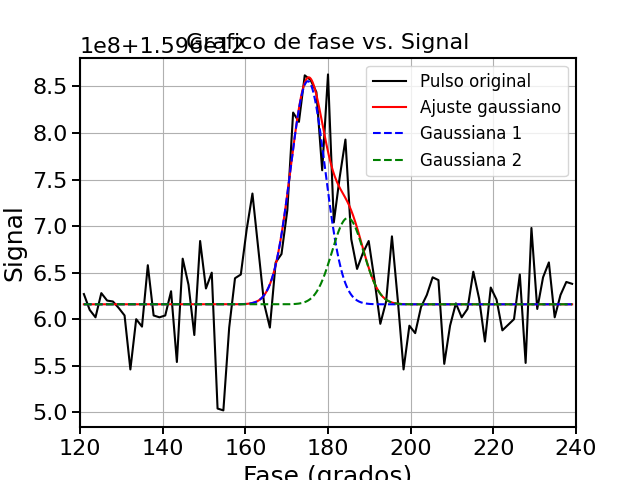 1e8+1.596e12
Grafico de fase vs. Signal
8.5
8.0
7.5
7.0
6.5
6.0
5.5
5.0
Signal
Pulso original
Ajuste gaussiano
Gaussiana 1
Gaussiana 2
120 140 160 180 200 220 240
Fase (grados)